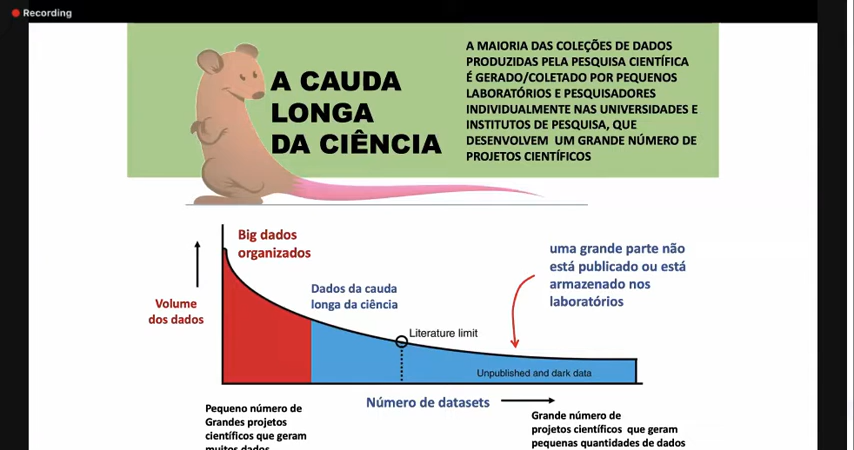 Recording
A CAUDA
LONGA
DA CIÊNCIA
A MAIORIA DAS COLEÇÕES DE DADOS
PRODUZIDAS PELA PESQUISA CIENTÍFICA
É GERADO/COLETADO POR PEQUENOS
LABORATÓRIOS E PESQUISADORES
INDIVIDUALMENTE NAS UNIVERSIDADES E
INSTITUTOS DE PESQUISA, QUE
DESENVOLVEM UM GRANDE NÚMERO DE
PROJETOS CIENTÍFICOS
Big dados
organizados
uma grande parte não
está publicado ou está
armazenado nos
laboratórios
Dados da cauda
longa da ciência
Volume
dos dados
Literature limit
Unpublished and dark data
Número de datasets
Pequeno número de
Grandes projetos
científicos que geram
muitos dados
Grande número de
projetos científicos que geram
pequenas quantidades de dados